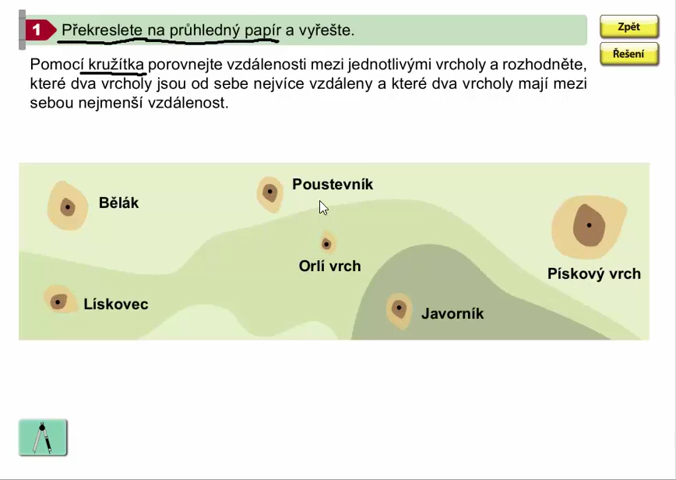 1 Překreslete na průhledný papír a vyřešte.
Zpět
Řešení
Pomocí kružítka porovnejte vzdálenosti mezi jednotlivými vrcholy a rozhodněte,
které dva vrcholy jsou od sebe nejvíce vzdáleny a které dva vrcholy mají mezi
sebou nejmenší vzdálenost.
Poustevník
Bělák
Orlí vrch
Pískový vrch
Lískovec
Javorník